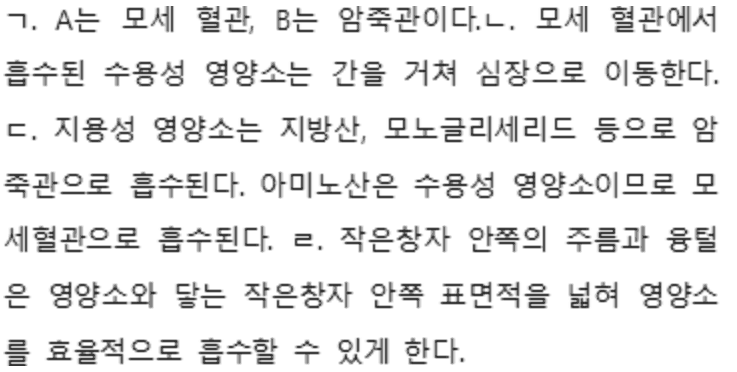 ㄱ. A는 모세 혈관, B는 암죽관이다.ㄴ. 모세 혈관에서
흡수된 수용성 영양소는 간을 거쳐 심장으로 이동한다.
ㄷ. 지용성 영양소는 지방산, 모노글리세리드 등으로 암
죽관으로 흡수된다. 아미노산은 수용성 영양소이므로 모
세혈관으로 흡수된다. ㄹ. 작은창자 안쪽의 주름과 융털
은 영양소와 닿는 작은창자 안쪽 표면적을 넓혀 영양소
를 효율적으로 흡수할 수 있게 한다.